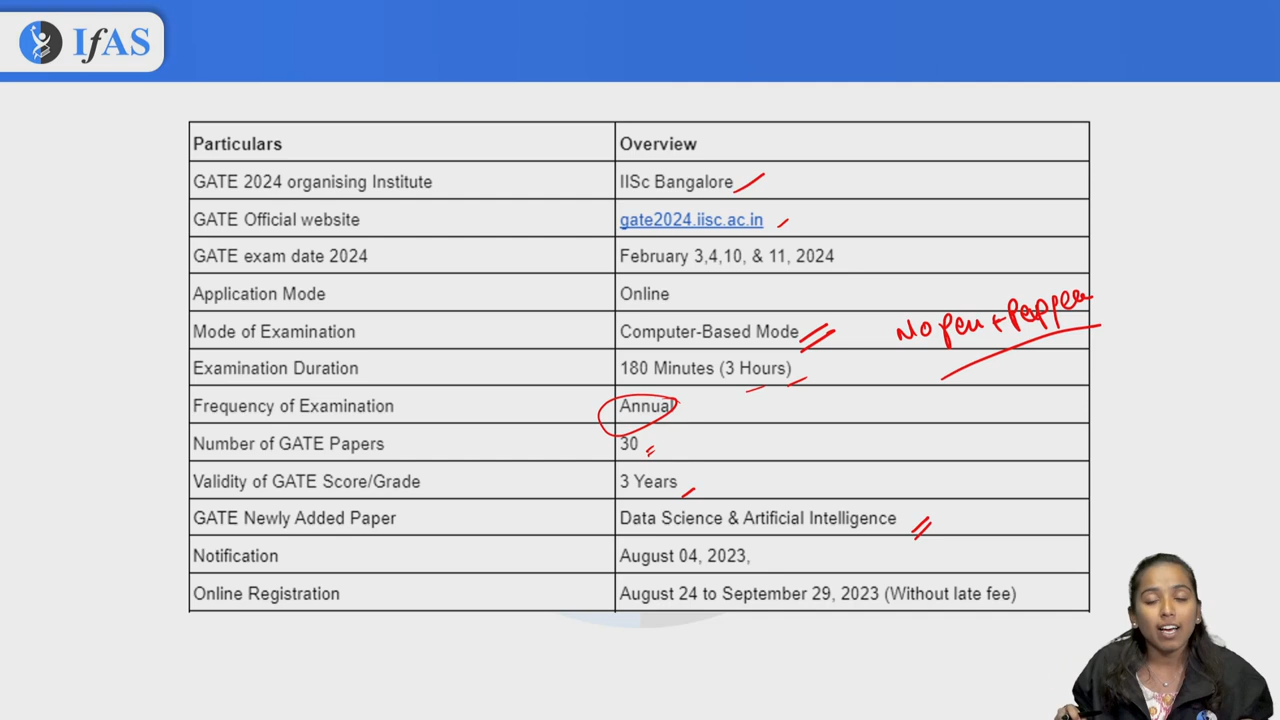 IfAS
Particulars Overview
GATE 2024 organising Institute IISc Bangalore
GATE Official website gate2024.iisc.ac.in
GATE exam date 2024 February 3,4,10, & 11, 2024
Application Mode Online
Mode of Examination Computer-Based Mode No pen + Pappee
Examination Duration 180 Minutes (3 Hours)
Frequency of Examination Annual
Number of GATE Papers 30
Validity of GATE Score/Grade 3 Years
GATE Newly Added Paper Data Science & Artificial Intelligence
Notification August 04, 2023,
Online Registration August 24 to September 29, 2023 (Without late fee)